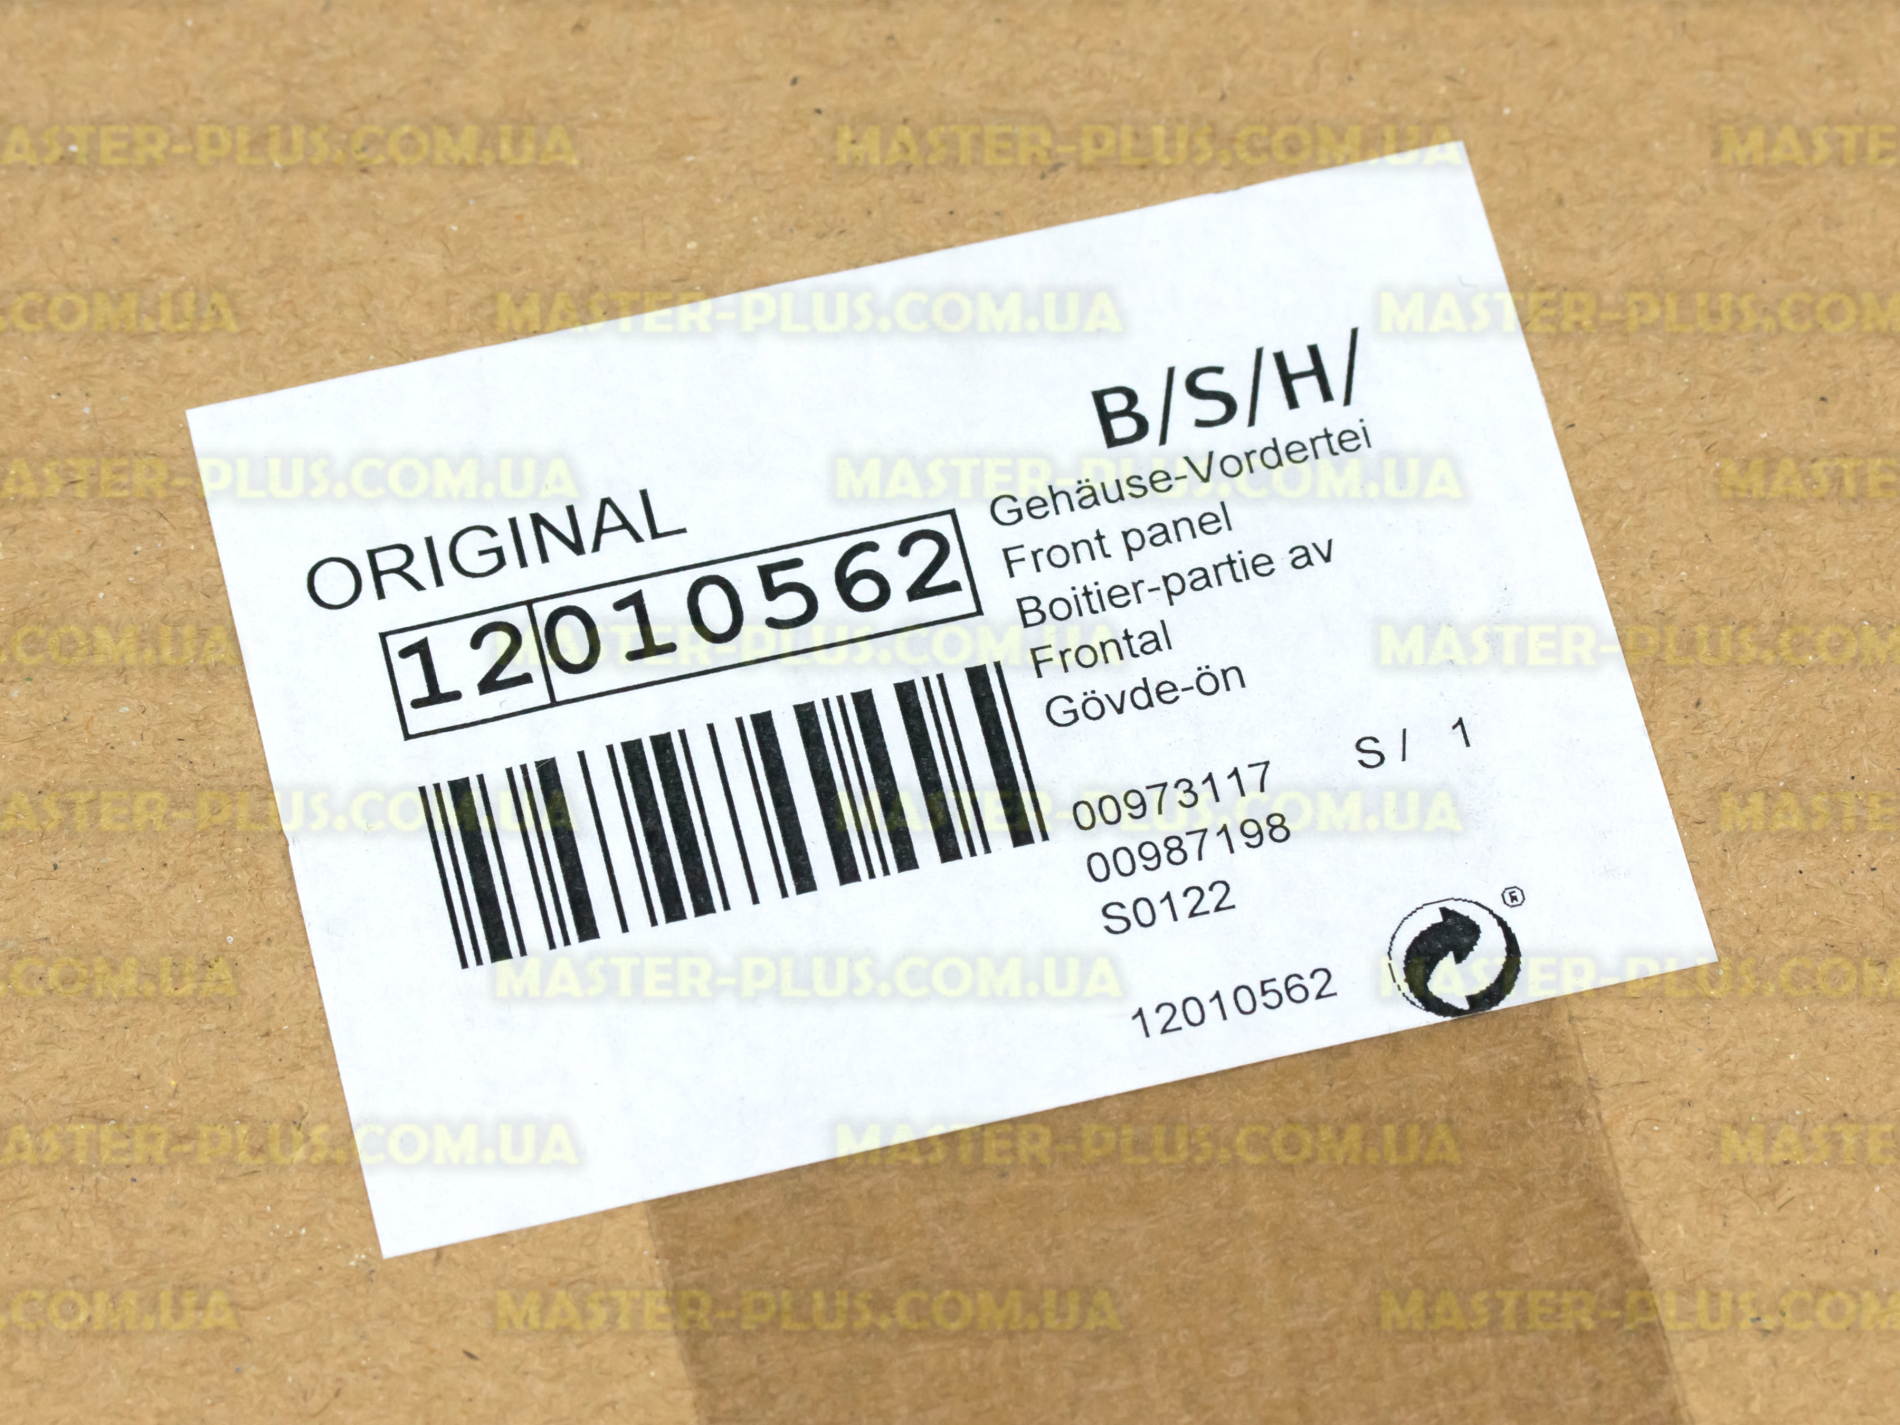 B/S/H/
ORIGINAL
12010562
Gehäuse-Vordertei
Front panel
Boitier-partie av
Frontal
Gövde-ön
00973117 S / 1
00987198
S0122
12010562
®
MASTER-PLUS.COM.UA